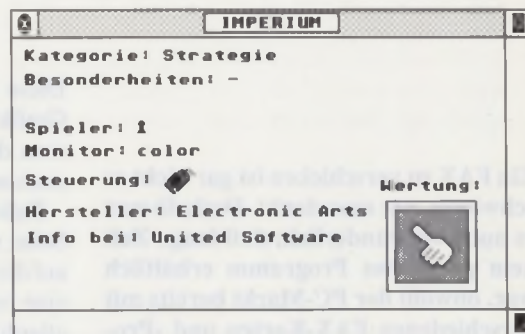 IMPERIUM
Kategorie: Strategie
Besonderheiten: -
Spieler: 1
Monitor: color
Steuerung:
Wertung:
Hersteller: Electronic Arts
Info bei: United Software